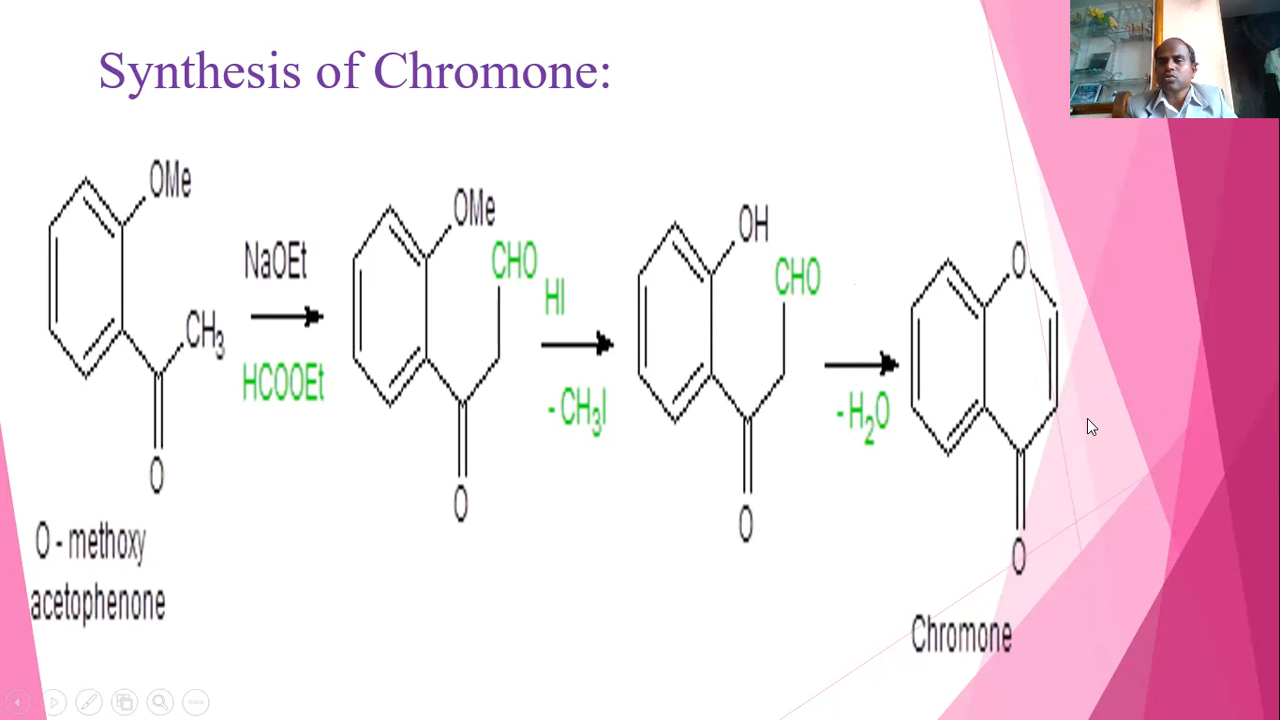 Synthesis of Chromone:
OMe
CH3
O
O - methoxy
acetophenone
NaOEt
HCOOEt
OMe
CHO
O
HI
- CH3I
OH
CHO
O
- H2O
O
O
Chromone